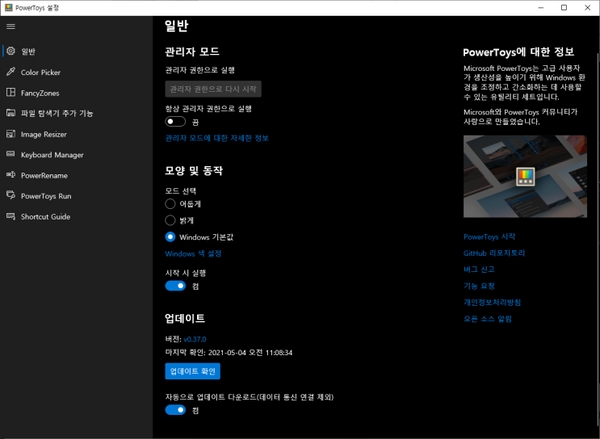 PowerToys 설정
일반
Color Picker
FancyZones
파일 탐색기 추가 기능
Image Resizer
Keyboard Manager
PowerRename
PowerToys Run
Shortcut Guide
일반
관리자 모드
관리자 권한으로 실행
관리자 권한으로 다시 시작
항상 관리자 권한으로 실행
끔
관리자 모드에 대한 자세한 정보
모양 및 동작
모드 선택
어둡게
밝게
Windows 기본값
Windows 색 설정
시작 시 실행
켬
업데이트
버전: v0.37.0
마지막 확인: 2021-05-04 오전 11:08:34
업데이트 확인
자동으로 업데이트 다운로드(데이터 통신 연결 제외)
켬
PowerToys에 대한 정보
Microsoft PowerToys는 고급 사용자
가 생산성을 높이기 위해 Windows 환
경을 조정하고 간소화하는 데 사용할
수 있는 유틸리티 세트입니다.
Microsoft와 PowerToys 커뮤니티가
사랑으로 만들었습니다.
PowerToys 시작
GitHub 리포지토리
버그 신고
기능 요청
개인정보처리방침
오픈 소스 알림